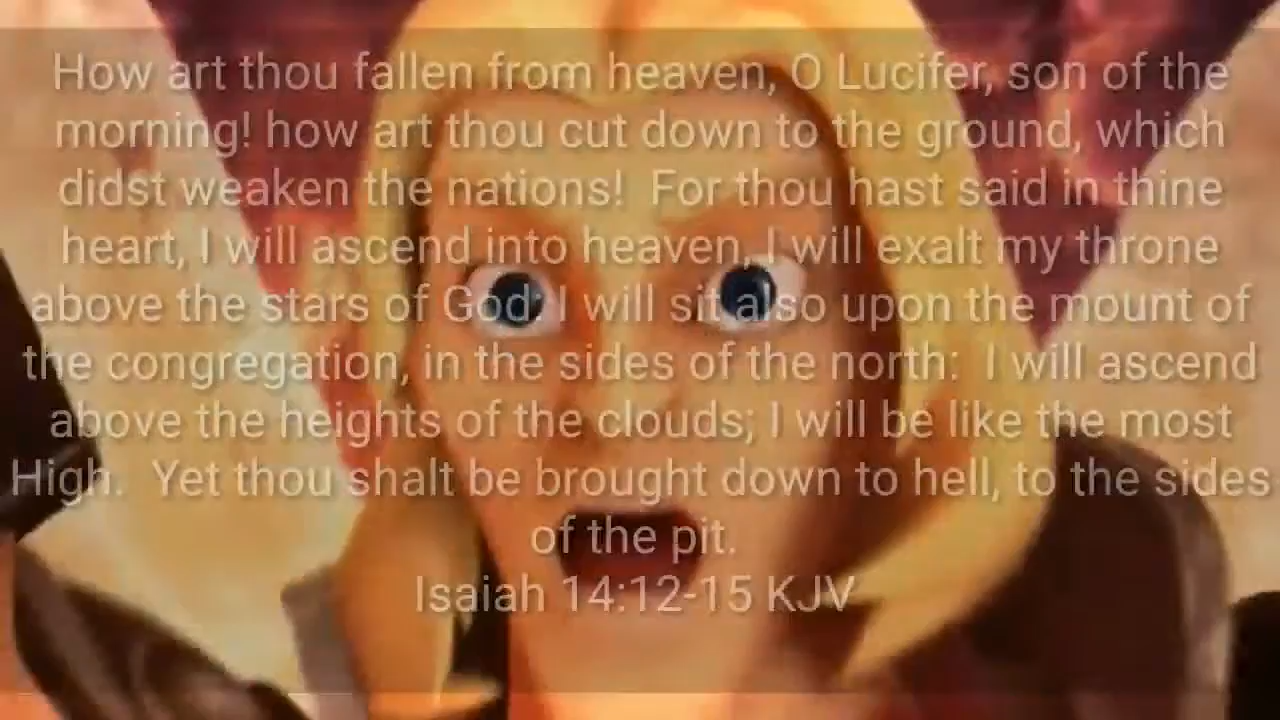 How art thou fallen from heaven, O Lucifer, son of the
morning! how art thou cut down to the ground, which
didst weaken the nations!  For thou hast said in thine
heart, I will ascend into heaven, I will exalt my throne
above the stars of God: I will sit also upon the mount of
the congregation, in the sides of the north:  I will ascend
above the heights of the clouds; I will be like the most
High.  Yet thou shalt be brought down to hell, to the sides
of the pit.
Isaiah 14:12-15 KJV